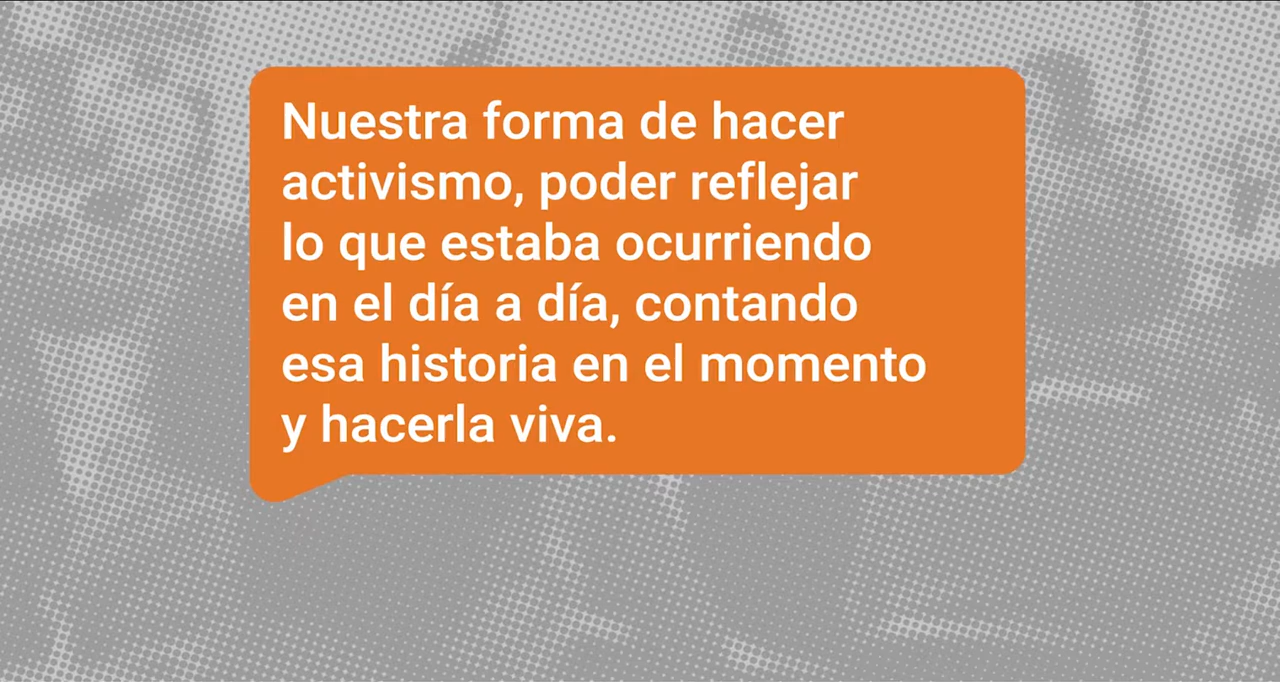 Nuestra forma de hacer
activismo, poder reflejar
lo que estaba ocurriendo
en el día a día, contando
esa historia en el momento
y hacerla viva.